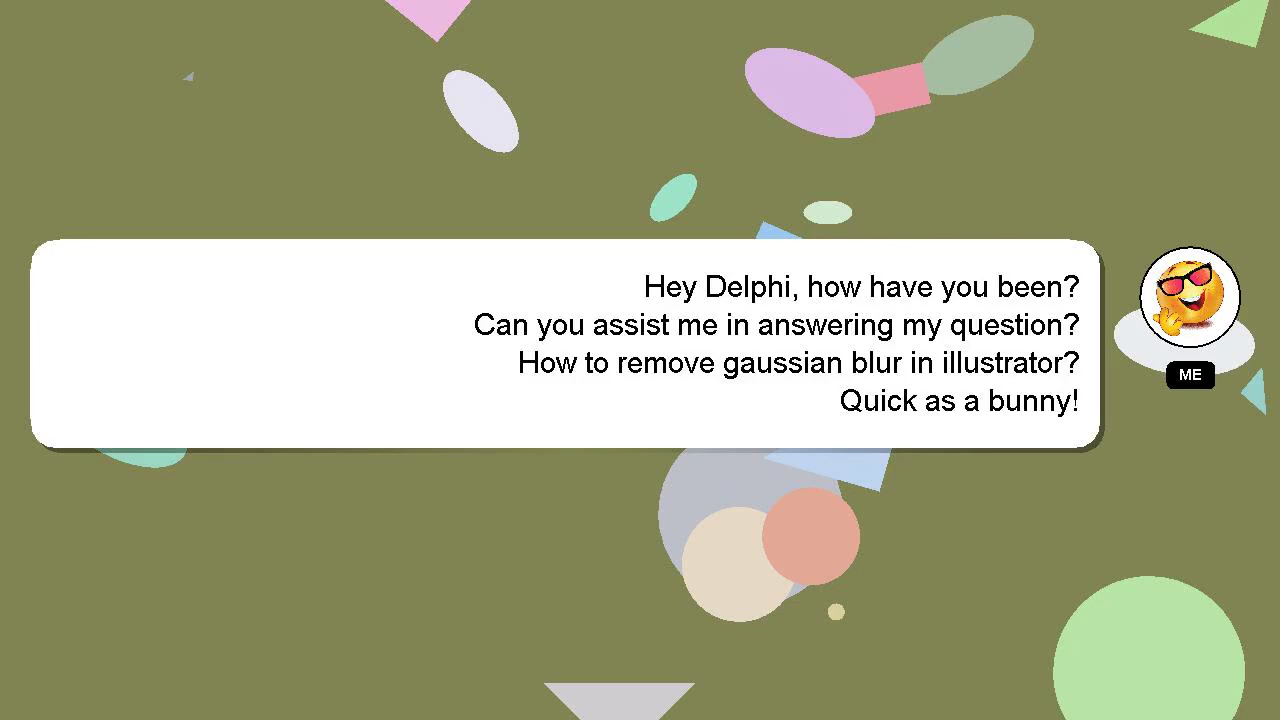 Hey Delphi, how have you been?
Can you assist me in answering my question?
How to remove gaussian blur in illustrator?
Quick as a bunny!
ME